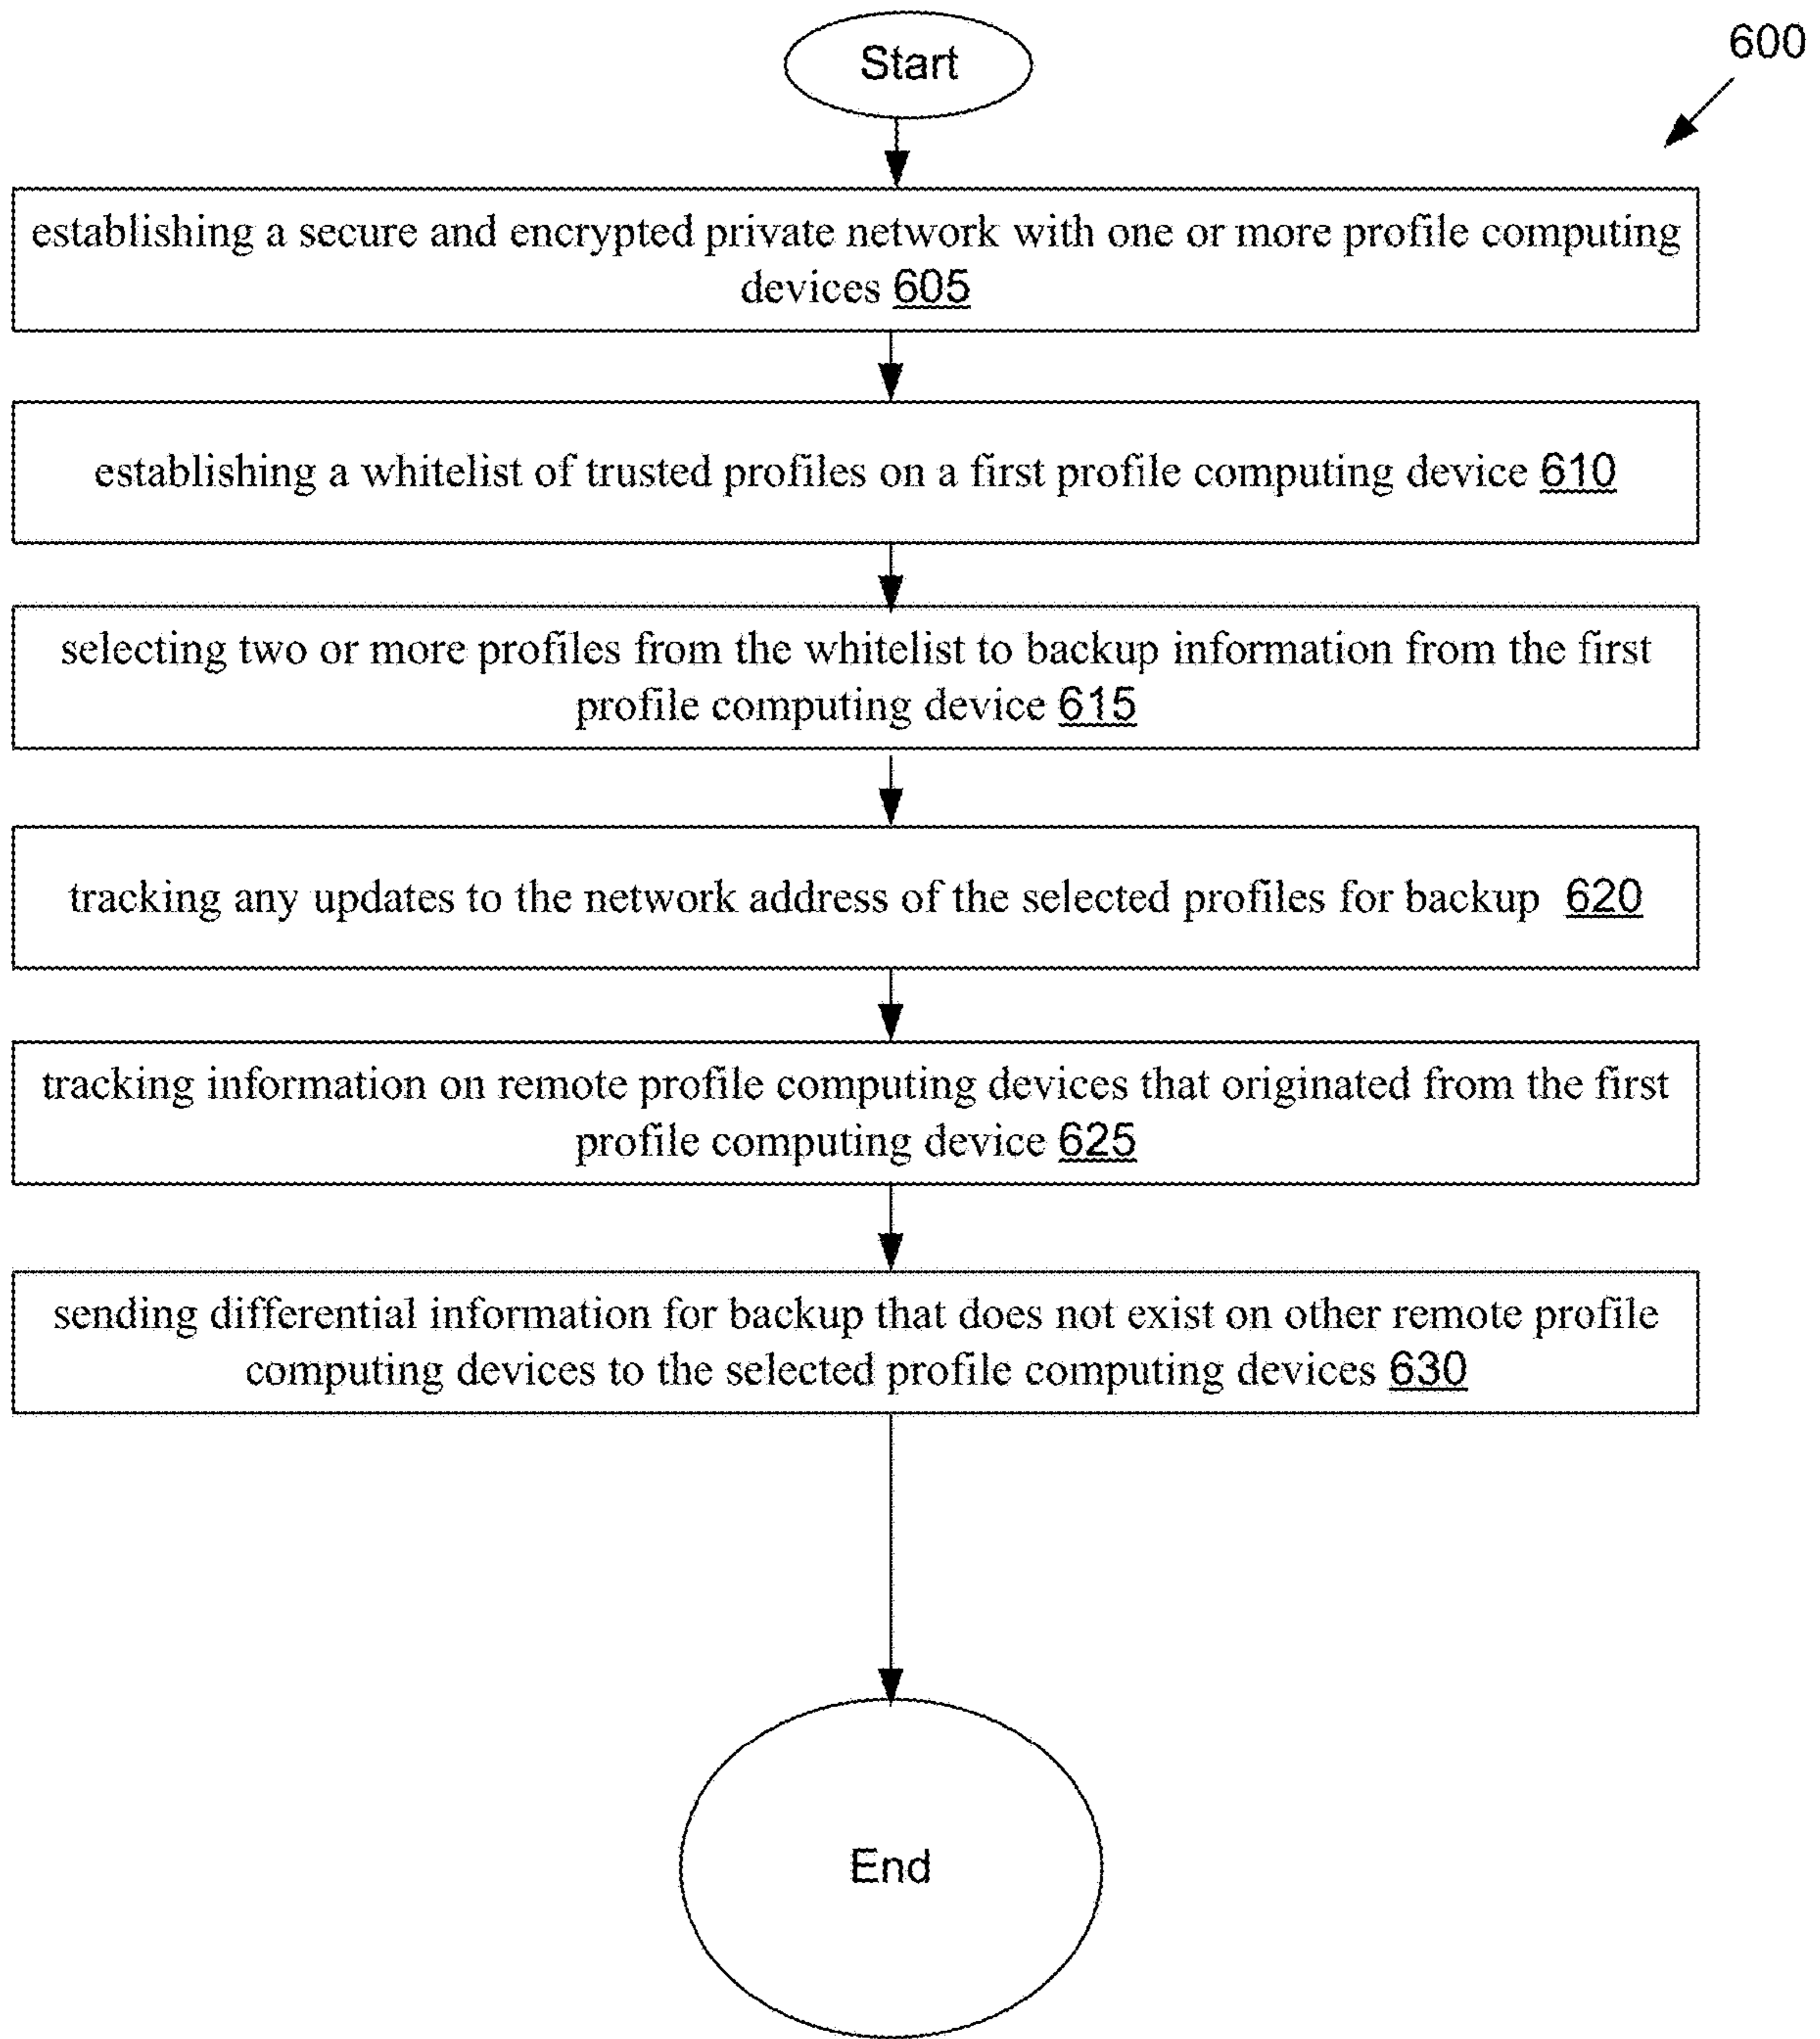 Start
600
establishing a secure and encrypted private network with one or more profile computing
devices 605
establishing a whitelist of trusted profiles on a first profile computing device 610
selecting two or more profiles from the whitelist to backup information from the first
profile computing device 615
tracking any updates to the network address of the selected profiles for backup 620
tracking information on remote profile computing devices that originated from the first
profile computing device 625
sending differential information for backup that does not exist on other remote profile
computing devices to the selected profile computing devices 630
End